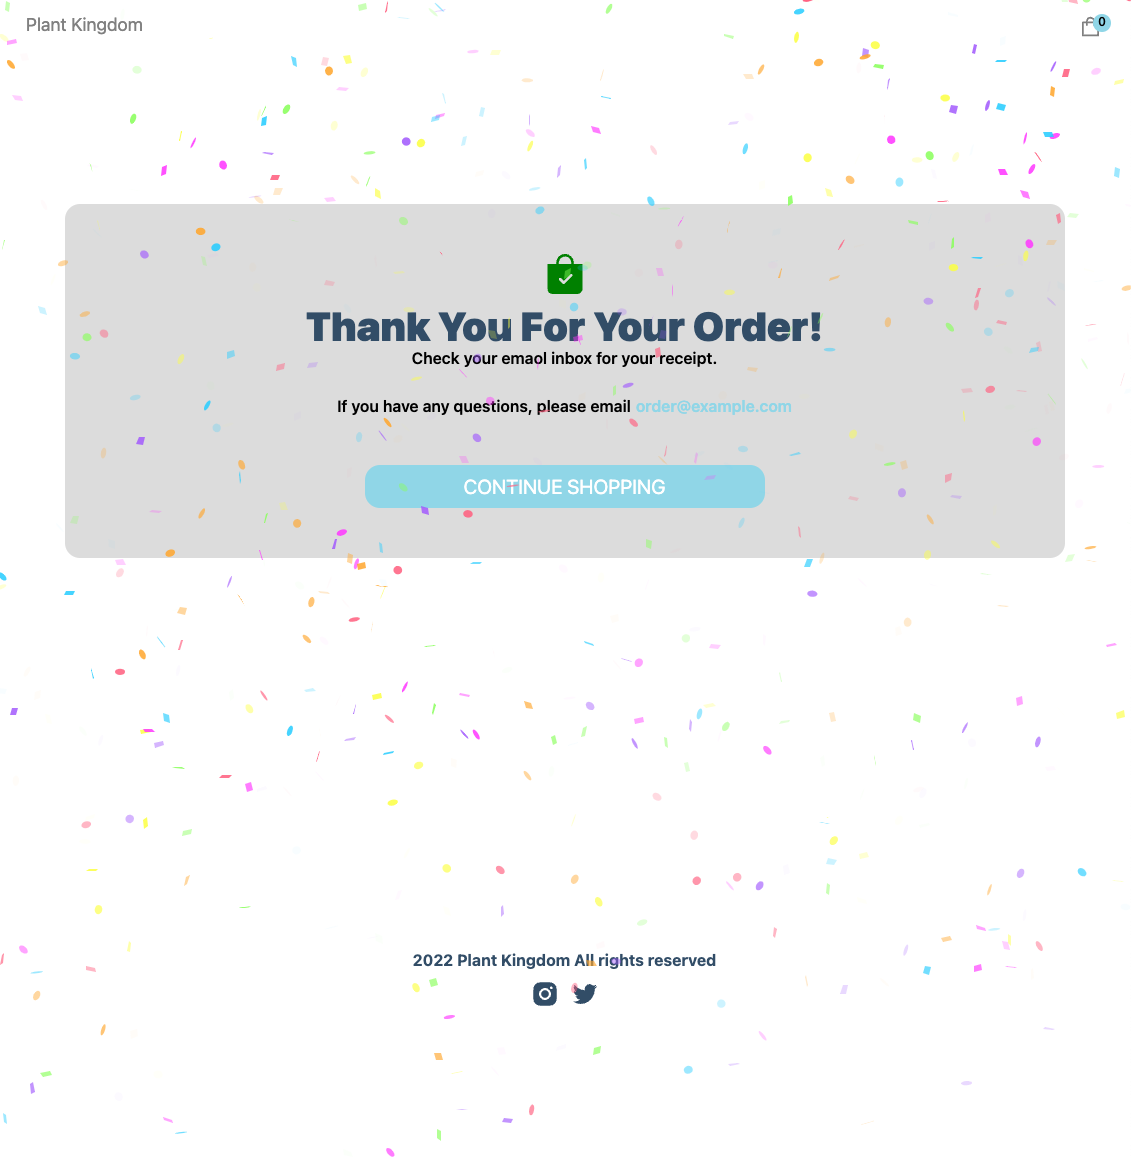 Plant Kingdom
0
Thank You For Your Order!
Check your emaol inbox for your receipt.
If you have any questions, please email order@example.com
CONTINUE SHOPPING
2022 Plant Kingdom All rights reserved